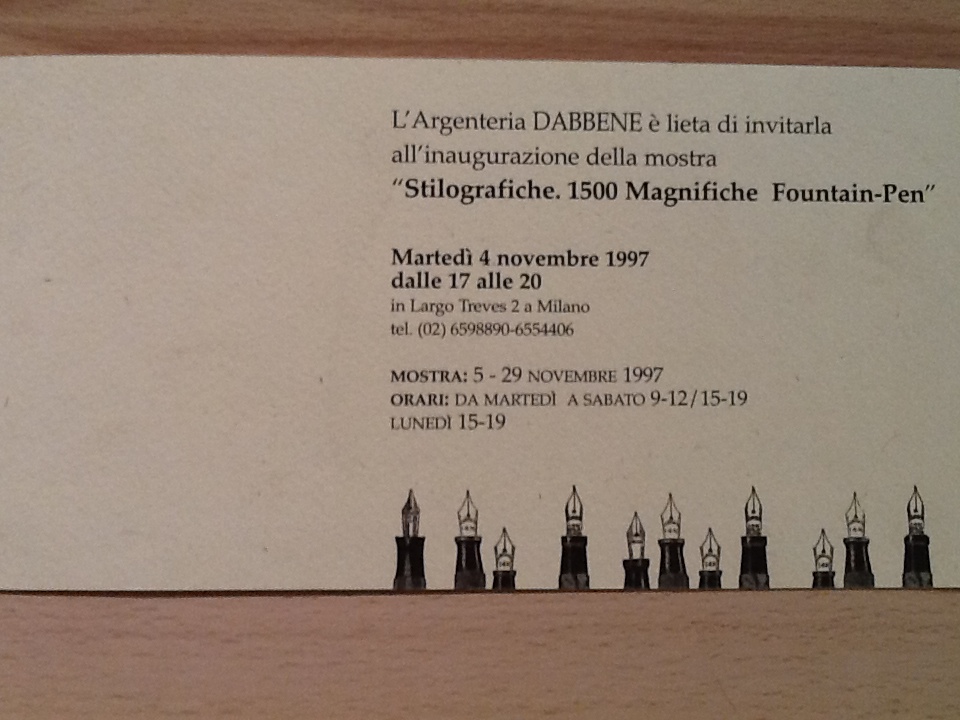 L'Argenteria DABBENE è lieta di invitarla
all'inaugurazione della mostra
"Stilografiche. 1500 Magnifiche Fountain-Pen"
Martedì 4 novembre 1997
dalle 17 alle 20
in Largo Treves 2 a Milano
tel. (02) 6598890-6554406
MOSTRA: 5 - 29 NOVEMBRE 1997
ORARI: DA MARTEDÌ A SABATO 9-12/15-19
LUNEDÌ 15-19